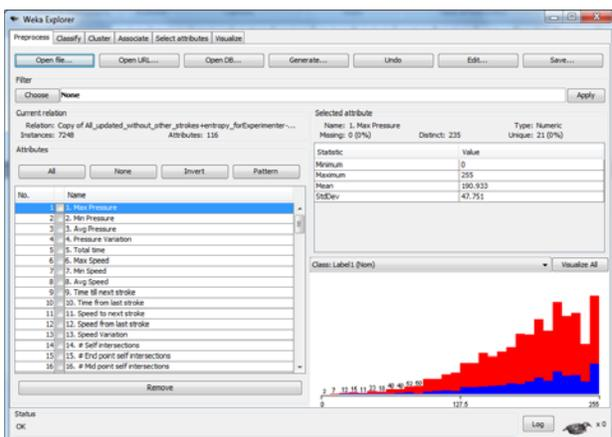 Weka Explorer
Preprocess Classify Cluster Associate Select attributes Visualize
Open file... Open URL... Open DB... Generate... Undo Edit... Save...
Filter
Choose None Apply
Current relation
Relation: Copy of All_updated_without_other_strokes+entropy_forExperimenter-...
Instances: 7248 Attributes: 116
Attributes
All None Invert Pattern
No. Name
1 1. Max Pressure
2 2. Min Pressure
3 3. Avg Pressure
4 4. Pressure Variation
5 5. Total time
6 6. Max Speed
7 7. Min Speed
8 8. Avg Speed
9 9. Time till next stroke
10 10. Time from last stroke
11 11. Speed to next stroke
12 12. Speed from last stroke
13 13. Speed Variation
14 14. # Self intersections
15 15. # End point self intersections
16 16. # Mid point self intersections
Remove
Selected attribute
Name: 1. Max Pressure Type: Numeric
Missing: 0 (0%) Distinct: 235 Unique: 21 (0%)
Statistic Value
Minimum 0
Maximum 255
Mean 190.933
StdDev 47.751
Class: Label1 (Nom) Visualize All
0 127.5 255
Status
OK Log x 0